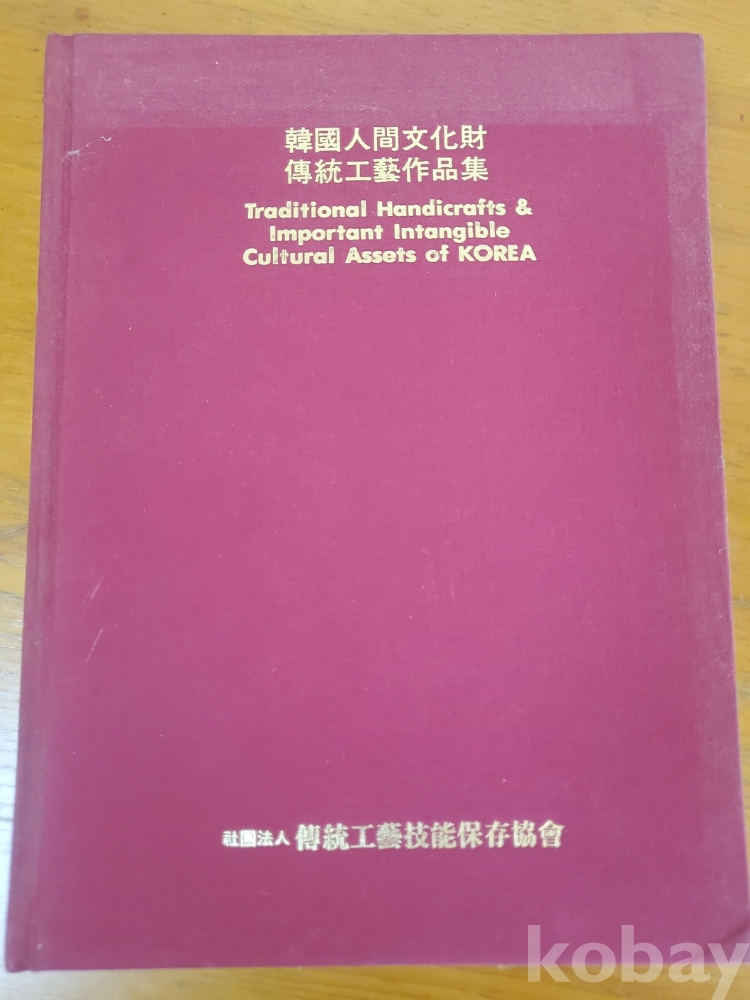 韓國人間文化財
傳統工藝作品集
Traditional Handicrafts &
Important Intangible
Cultural Assets of KOREA
社團法人 傳統工藝技能保存協會
kobay